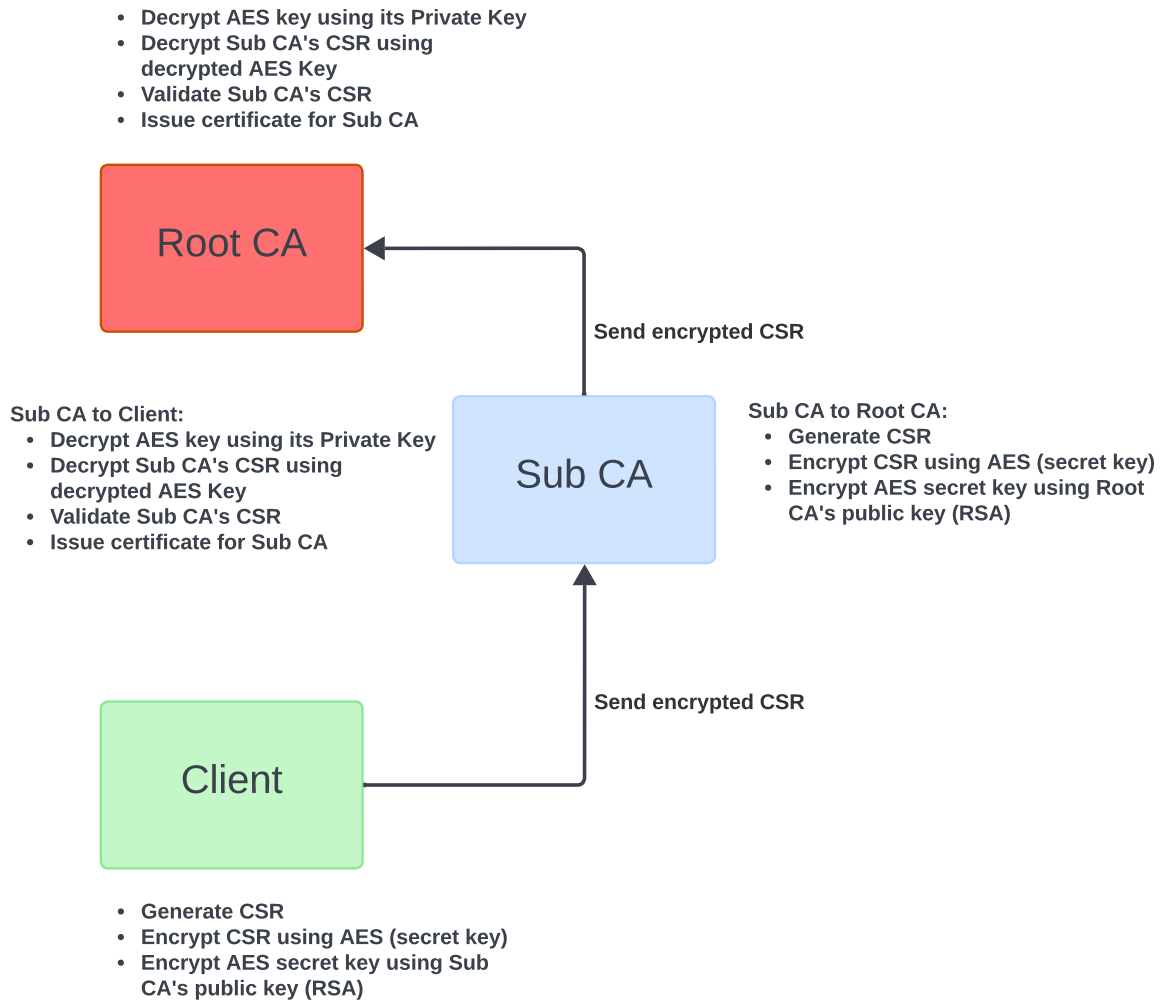 • Decrypt AES key using its Private Key
• Decrypt Sub CA's CSR using
decrypted AES Key
• Validate Sub CA's CSR
• Issue certificate for Sub CA
Root CA
Send encrypted CSR
Sub CA to Client:
• Decrypt AES key using its Private Key
• Decrypt Sub CA's CSR using
decrypted AES Key
• Validate Sub CA's CSR
• Issue certificate for Sub CA
Sub CA
Sub CA to Root CA:
• Generate CSR
• Encrypt CSR using AES (secret key)
• Encrypt AES secret key using Root
CA's public key (RSA)
Send encrypted CSR
Client
• Generate CSR
• Encrypt CSR using AES (secret key)
• Encrypt AES secret key using Sub
CA's public key (RSA)